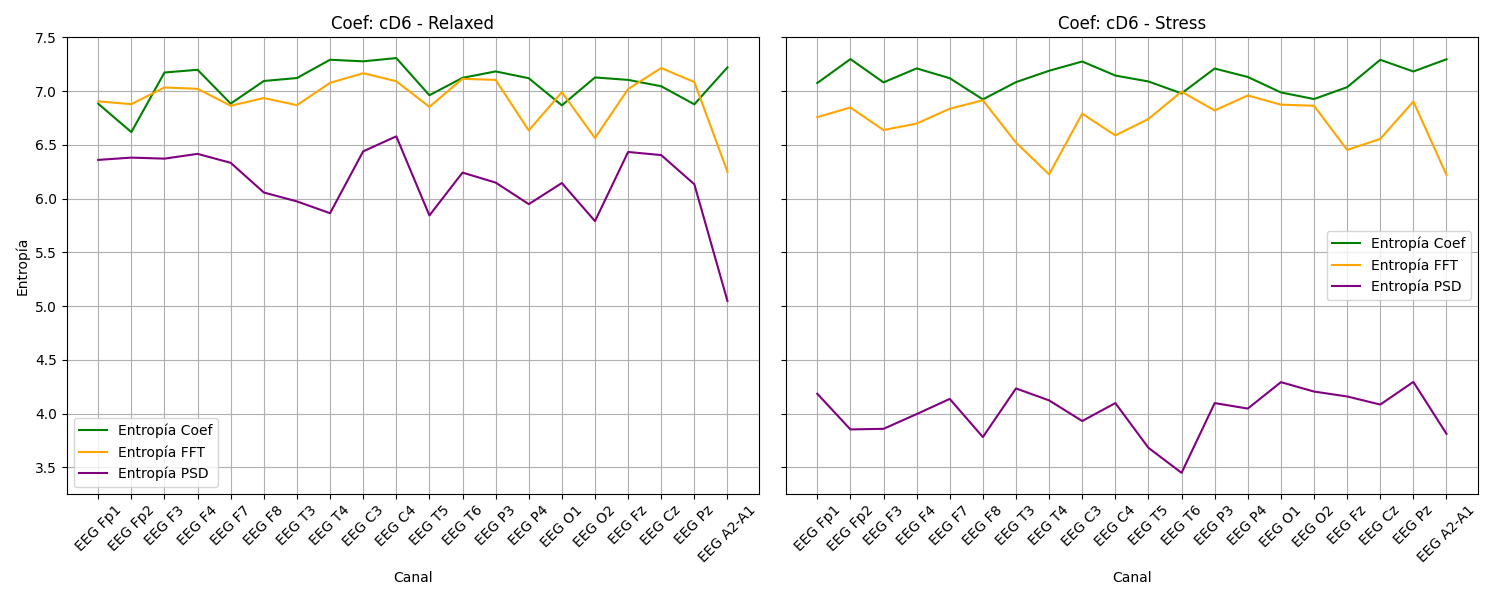 Coef: cD6 - Relaxed
Entropía
7.5
7.0
6.5
6.0
5.5
5.0
4.5
4.0
3.5
Entropía Coef
Entropía FFT
Entropía PSD
EEG Fp1
EEG Fp2
EEG F3
EEG F4
EEG F7
EEG F8
EEG T3
EEG T4
EEG C3
EEG C4
EEG T5
EEG T6
EEG P3
EEG P4
EEG O1
EEG O2
EEG Fz
EEG Cz
EEG Pz
EEG A2-A1
Canal
Coef: cD6 - Stress
Entropía Coef
Entropía FFT
Entropía PSD
EEG Fp1
EEG Fp2
EEG F3
EEG F4
EEG F7
EEG F8
EEG T3
EEG T4
EEG C3
EEG C4
EEG T5
EEG T6
EEG P3
EEG P4
EEG O1
EEG O2
EEG Fz
EEG Cz
EEG Pz
EEG A2-A1
Canal